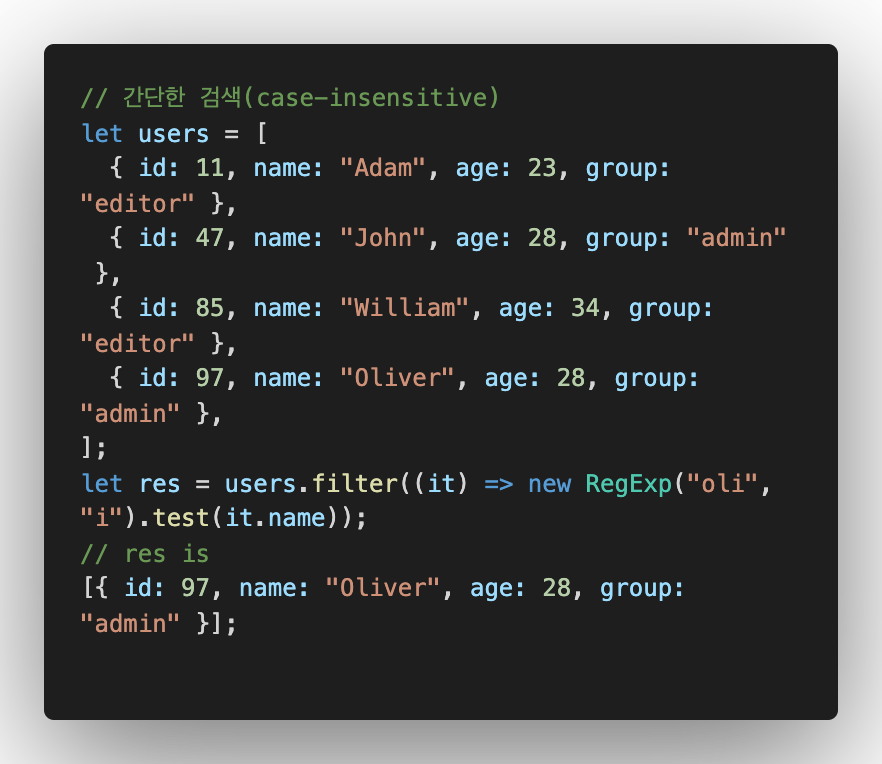 // 간단한 검색(case-insensitive)
let users = [
  { id: 11, name: "Adam", age: 23, group:
"editor" },
  { id: 47, name: "John", age: 28, group: "admin"
 },
  { id: 85, name: "William", age: 34, group:
"editor" },
  { id: 97, name: "Oliver", age: 28, group:
"admin" },
];
let res = users.filter((it) => new RegExp("oli",
"i").test(it.name));
// res is
[{ id: 97, name: "Oliver", age: 28, group:
"admin" }];